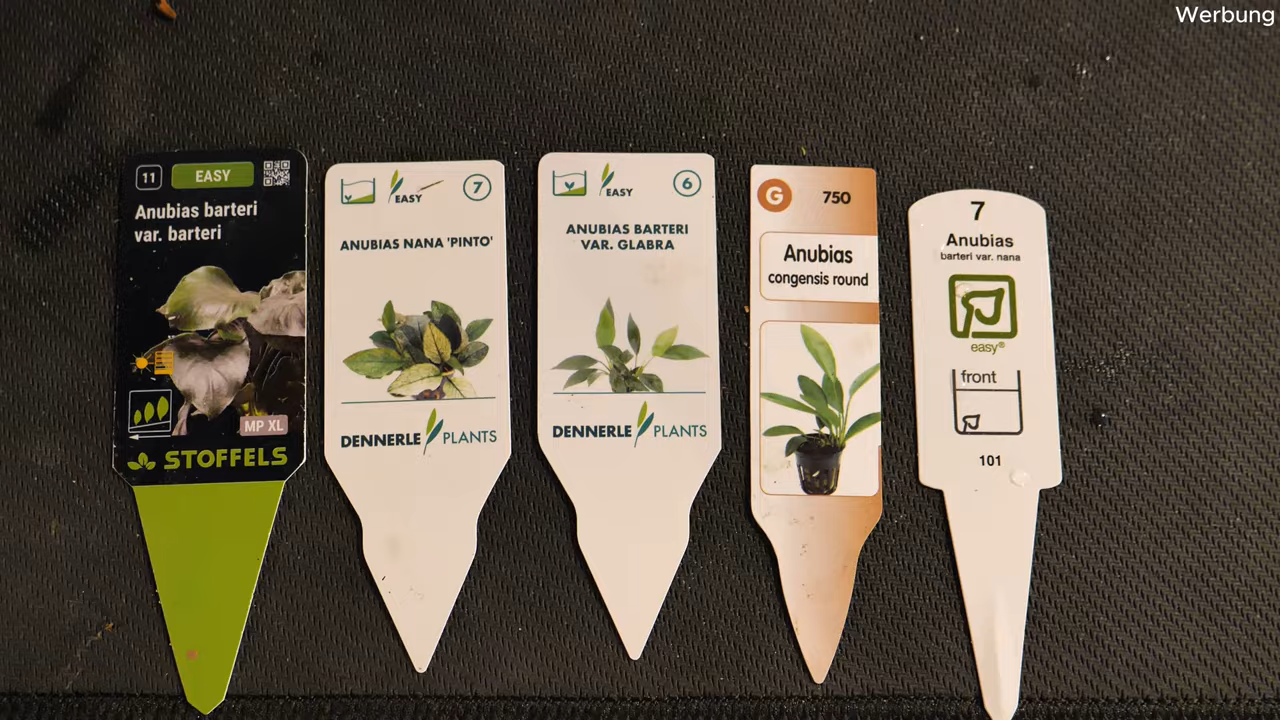 Werbung
11
EASY
Anubias barteri
var. barteri
MP XL
STOFFELS
EASY
7
ANUBIAS NANA 'PINTO'
DENNERLE PLANTS
EASY
6
ANUBIAS BARTERI
VAR. GLABRA
DENNERLE PLANTS
G
750
Anubias
congensis round
7
Anubias
barteri var. nana
easy®
front
101